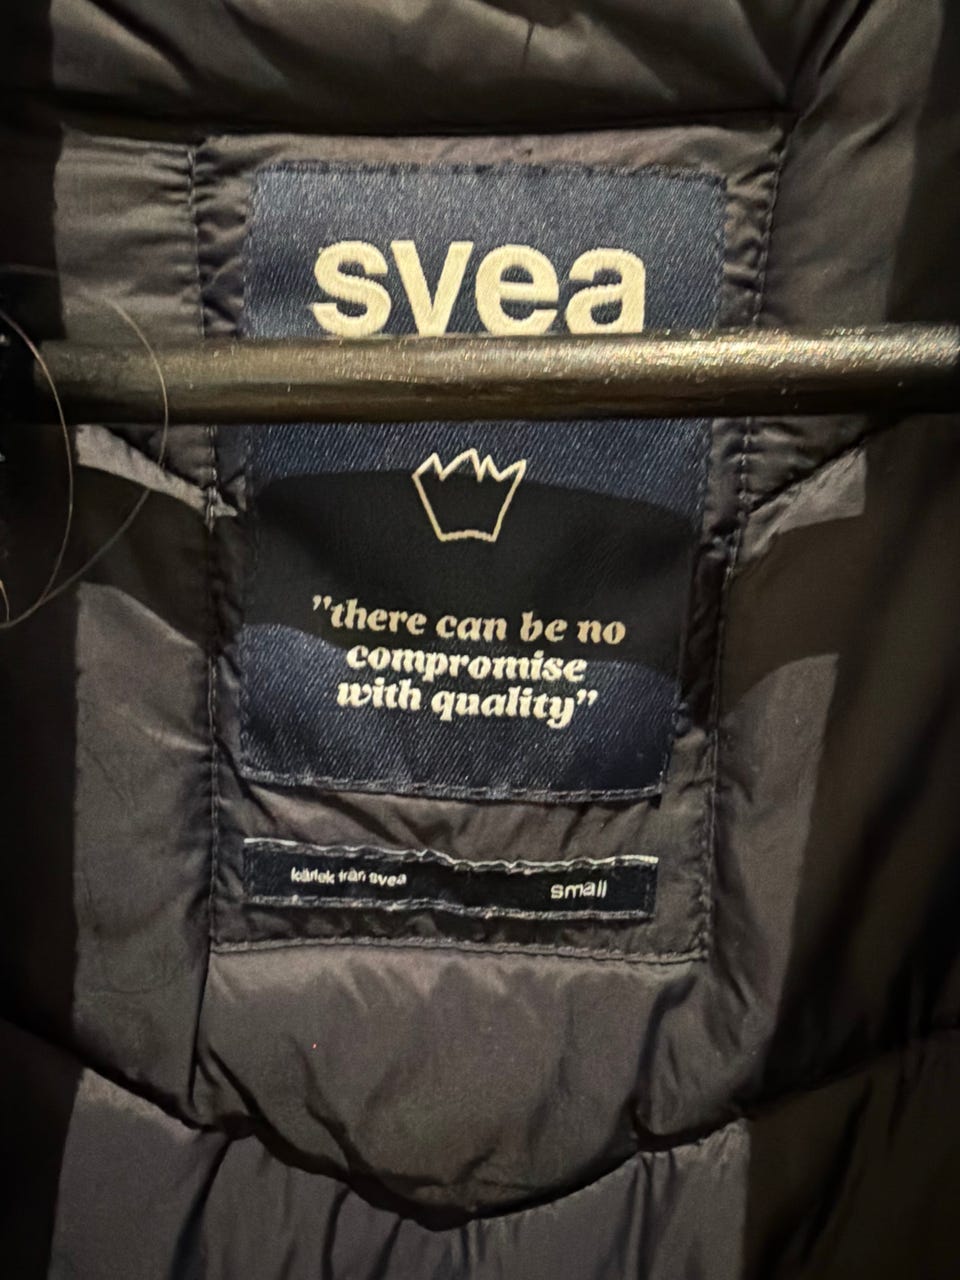 svea
”there can be no
compromise
with quality”
kärlek från svea
small